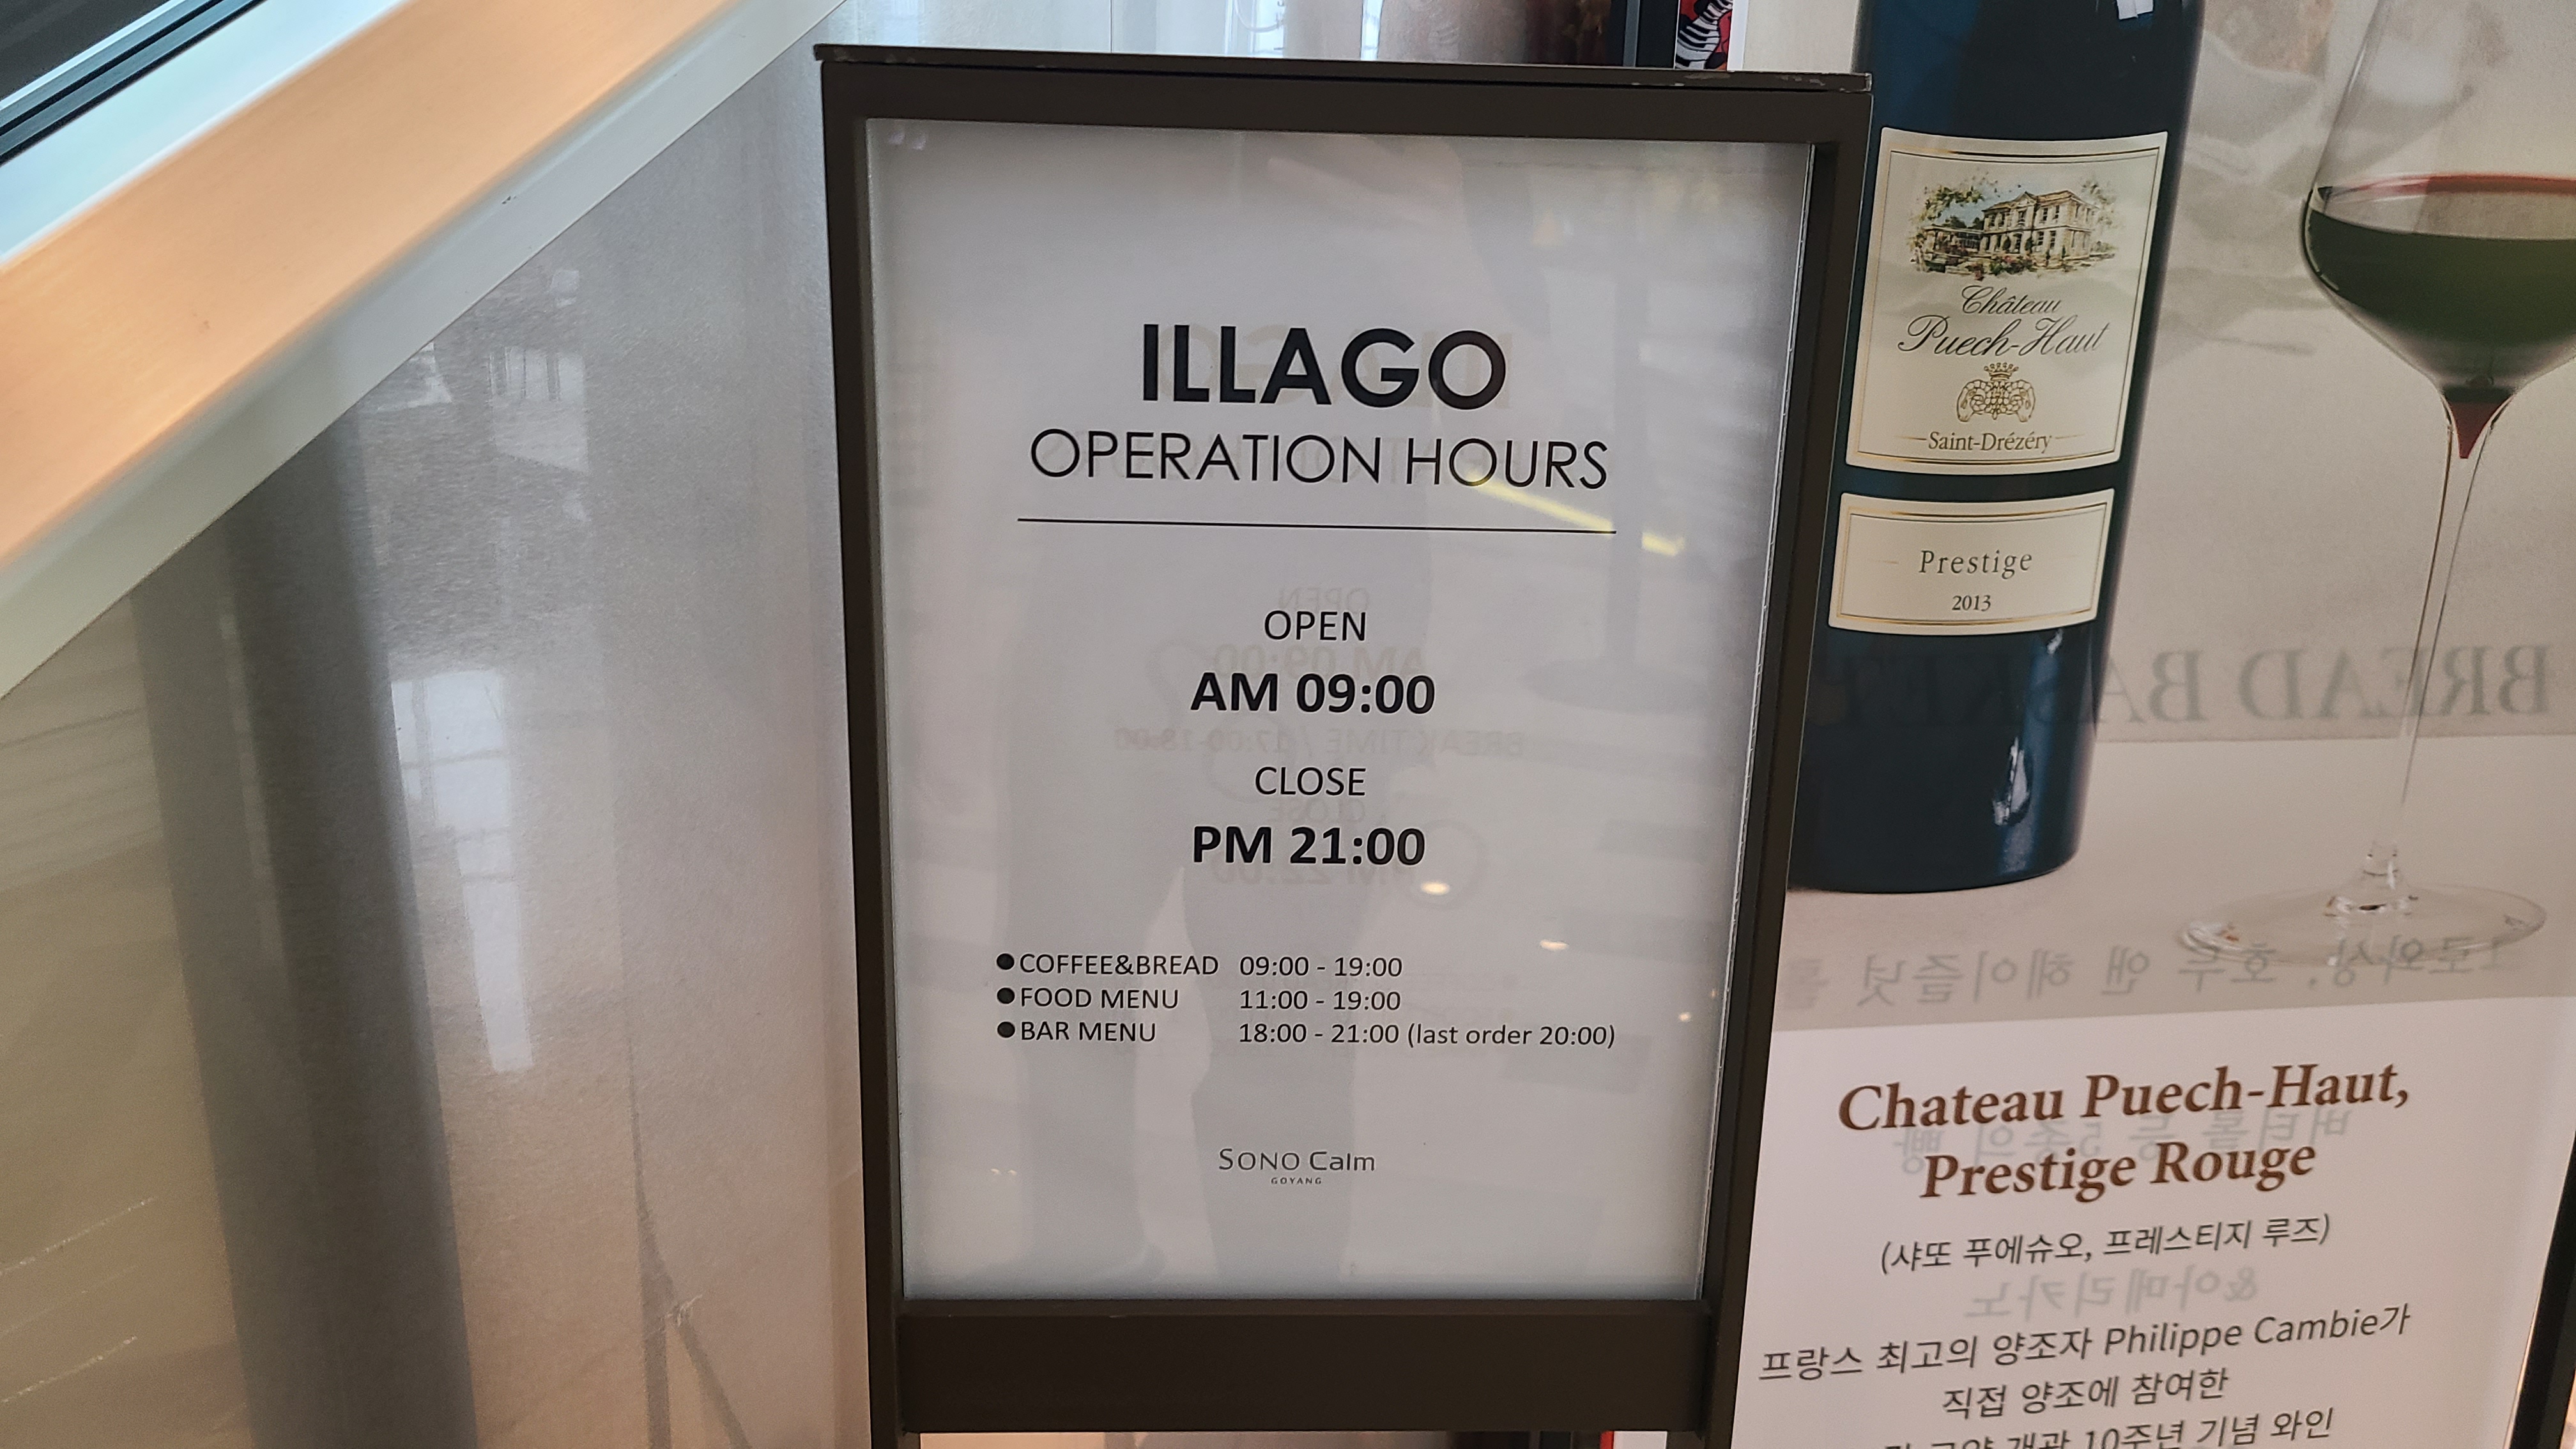 ILLAGO
OPERATION HOURS
OPEN
AM 09:00
CLOSE
PM 21:00
●COFFEE&BREAD 09:00 - 19:00
●FOOD MENU 11:00 - 19:00
●BAR MENU 18:00 - 21:00 (last order 20:00)
SONO Calm
GOYANG
Château
Puech-Haut
Saint-Drézéry
Prestige
2013
Chateau Puech-Haut,
Prestige Rouge
(샤또 푸에슈오, 프레스티지 루즈)
프랑스 최고의 양조자 Philippe Cambie가
직접 양조에 참여한
고양 개관 10주년 기념 와인